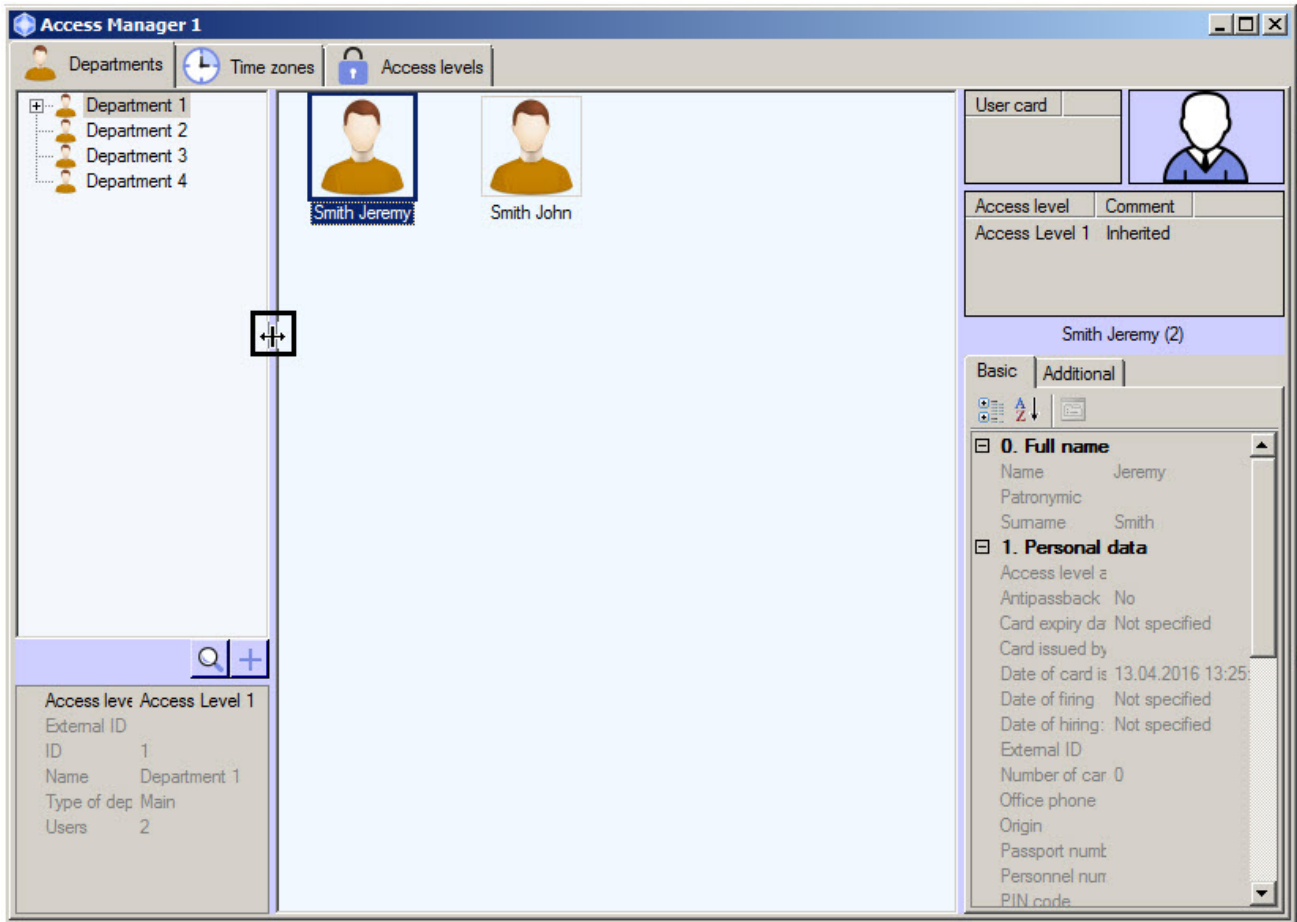 Access Manager 1
Departments Time zones Access levels
Department 1
Department 2
Department 3
Department 4
Access leve Access Level 1
External ID
ID 1
Name Department 1
Type of dep Main
Users 2
Smith Jeremy Smith John
User card
Access level Comment
Access Level 1 Inherited
Smith Jeremy (2)
Basic Additional
0. Full name
Name Jeremy
Patronymic
Surname Smith
1. Personal data
Access level a
Antipassback No
Card expiry da Not specified
Card issued by
Date of card is 13.04.2016 13:25:
Date of firing Not specified
Date of hiring: Not specified
External ID
Number of car 0
Office phone
Origin
Passport numb
Personnel num
PIN code